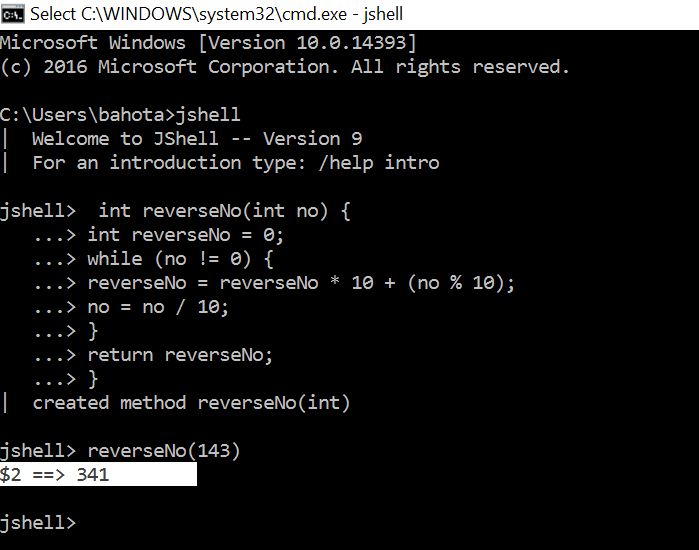 Select C:\WINDOWS\system32\cmd.exe - jshell
Microsoft Windows [Version 10.0.14393]
(c) 2016 Microsoft Corporation. All rights reserved.
C:\Users\bahota>jshell
|  Welcome to JShell -- Version 9
|  For an introduction type: /help intro
jshell>  int reverseNo(int no) {
   ...> int reverseNo = 0;
   ...> while (no != 0) {
   ...> reverseNo = reverseNo * 10 + (no % 10);
   ...> no = no / 10;
   ...> }
   ...> return reverseNo;
   ...> }
|  created method reverseNo(int)
jshell> reverseNo(143)
$2 ==> 341
jshell>